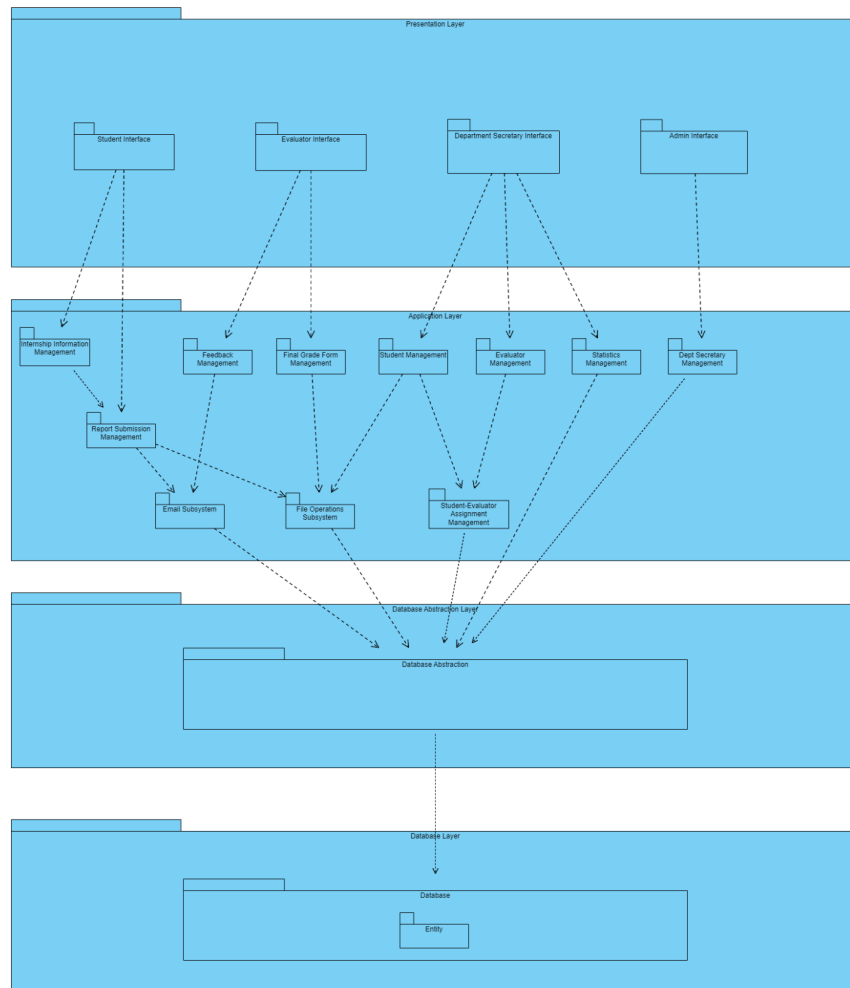 Presentation Layer
Student Interface
Evaluator Interface
Department Secretary Interface
Admin Interface
Application Layer
Internship Information
Management
Feedback
Management
Final Grade Form
Management
Student Management
Evaluator
Management
Statistics
Management
Dept Secretary
Management
Report Submission
Management
Email Subsystem
File Operations
Subsystem
Student-Evaluator
Assignment
Management
Database Abstraction Layer
Database Abstraction
Database Layer
Database
Entity